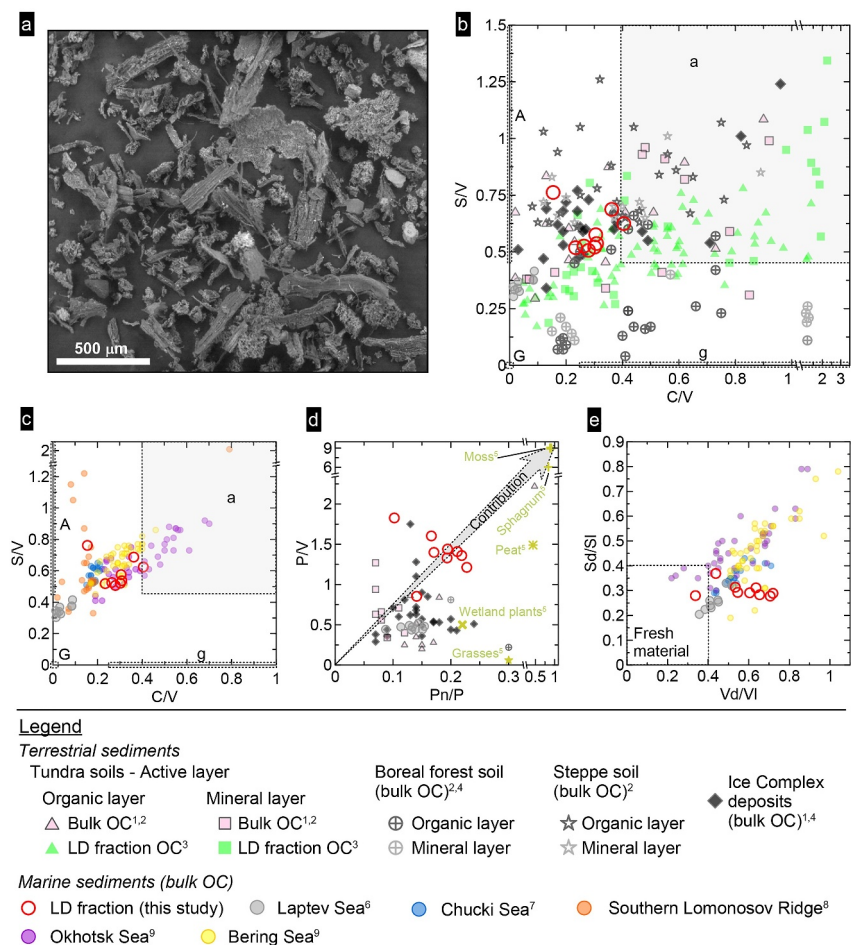 a
500 µm
b
1.5
1.25
1
0.75
0.5
0.25
0
S/V
A
a
G
g
0 0.2 0.4 0.6 0.8 1 2 3
C/V
c
2
1.2
1
0.8
0.6
0.4
0.2
0
S/V
A
a
G
g
0 0.2 0.4 0.6 0.8 1
C/V
d
9
6
2
1.5
1
0.5
0
P/V
Moss⁵
Contribution
Sphagnum⁵
Wetland plants⁵
Grasses⁵
0 0.1 0.2 0.3 0.5 1
Pn/P
e
0.9
0.8
0.7
0.6
0.5
0.4
0.3
0.2
0.1
0
Sd/Sl
Fresh
material
0 0.2 0.4 0.6 0.8 1
Vd/Vl
Legend
Terrestrial sediments
Tundra soils - Active layer
Organic layer
Bulk OC¹,²
LD fraction OC³
Mineral layer
Bulk OC¹,²
LD fraction OC³
Boreal forest soil
(bulk OC)²,⁴
Organic layer
Mineral layer
Steppe soil
(bulk OC)²
Organic layer
Mineral layer
Ice Complex
deposits
(bulk OC)¹,⁴
Marine sediments (bulk OC)
LD fraction (this study)
Laptev Sea⁶
Chucki Sea⁷
Southern Lomonosov Ridge⁸
Okhotsk Sea⁹
Bering Sea⁹